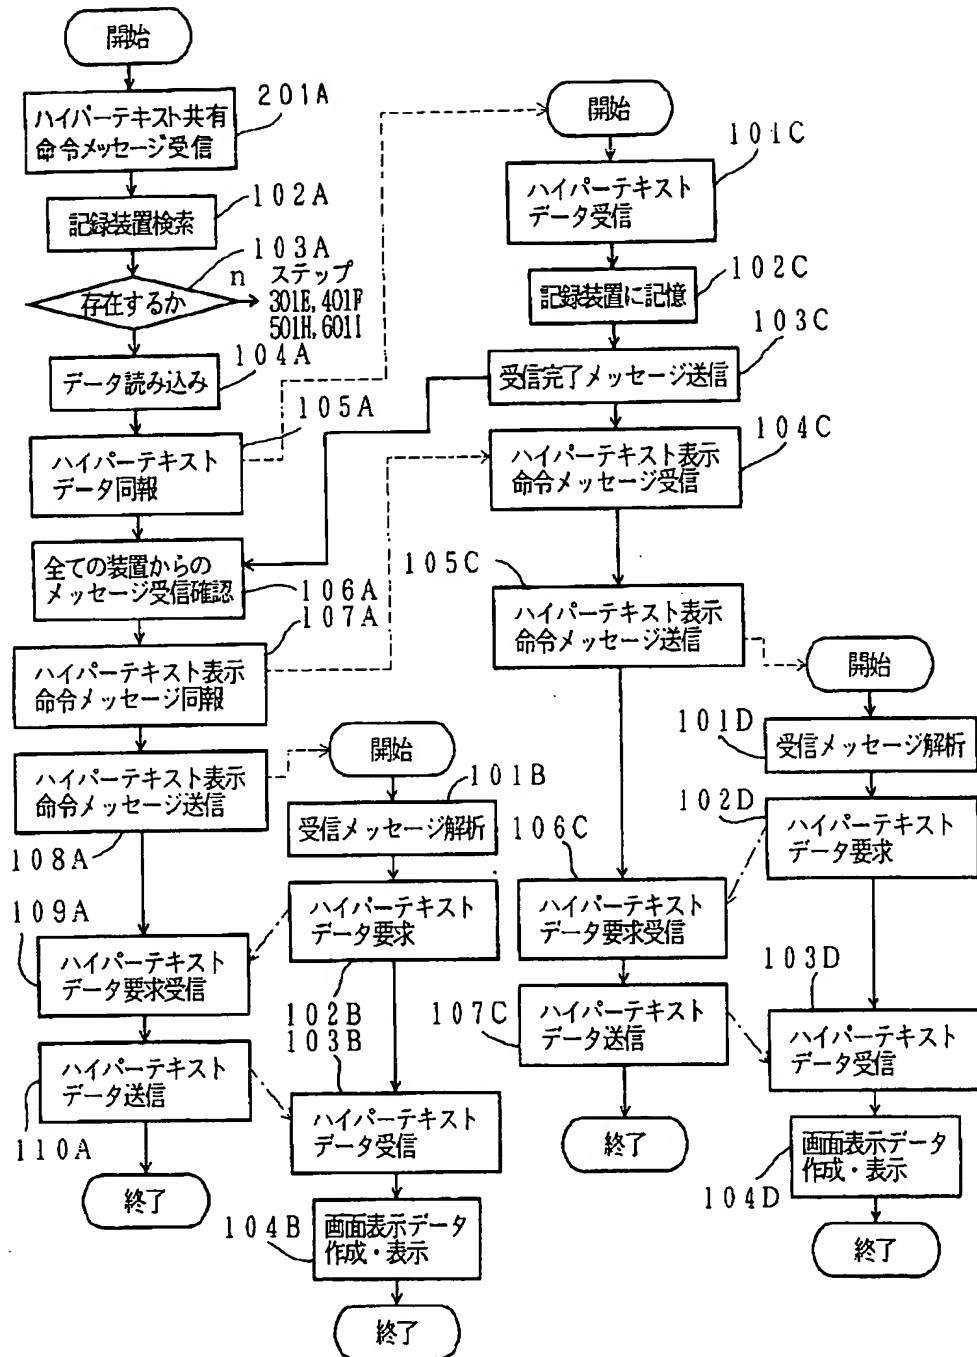 開始
201A
ハイパーテキスト共有
命令メッセージ受信
102A
記録装置検索
103A
存在するか
n ステップ
301E, 401F
501H, 601I
104A
データ読み込み
105A
ハイパーテキスト
データ同報
全ての装置からの
メッセージ受信確認
106A
107A
ハイパーテキスト表示
命令メッセージ同報
ハイパーテキスト表示
命令メッセージ送信
108A
109A
ハイパーテキスト
データ要求受信
ハイパーテキスト
データ送信
110A
終了
開始
101B
受信メッセージ解析
ハイパーテキスト
データ要求
102B
103B
ハイパーテキスト
データ受信
104B
画面表示データ
作成・表示
終了
開始
101C
ハイパーテキスト
データ受信
102C
記録装置に記憶
103C
受信完了メッセージ送信
104C
ハイパーテキスト表示
命令メッセージ受信
105C
ハイパーテキスト表示
命令メッセージ送信
106C
ハイパーテキスト
データ要求受信
107C
ハイパーテキスト
データ送信
終了
開始
101D
受信メッセージ解析
102D
ハイパーテキスト
データ要求
103D
ハイパーテキスト
データ受信
画面表示データ
作成・表示
104D
終了